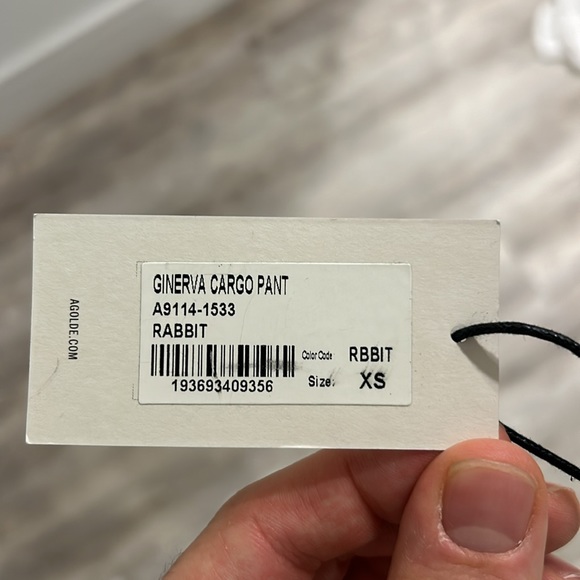 AGOLDE.COM
GINERVA CARGO PANT
A9114-1533
RABBIT
Color Code RBBIT
193693409356 Size: XS